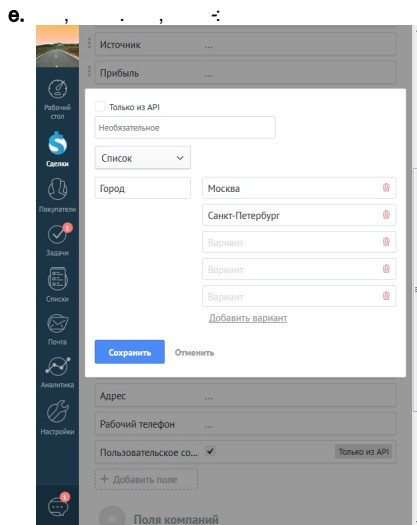 e. , . , -:
Источник ...
Прибыль ...
Рабочий
стол
Сделки
Покупатели
1
Задачи
Списки
Почта
Аналитика
Настройки
1
Только из API
Необязательное
Список
Город
Москва
Санкт-Петербург
Вариант
Вариант
Вариант
Добавить вариант
Сохранить Отменить
Адрес ...
Рабочий телефон ...
Пользовательское со... Только из API
+ Добавить поле
Поля компаний